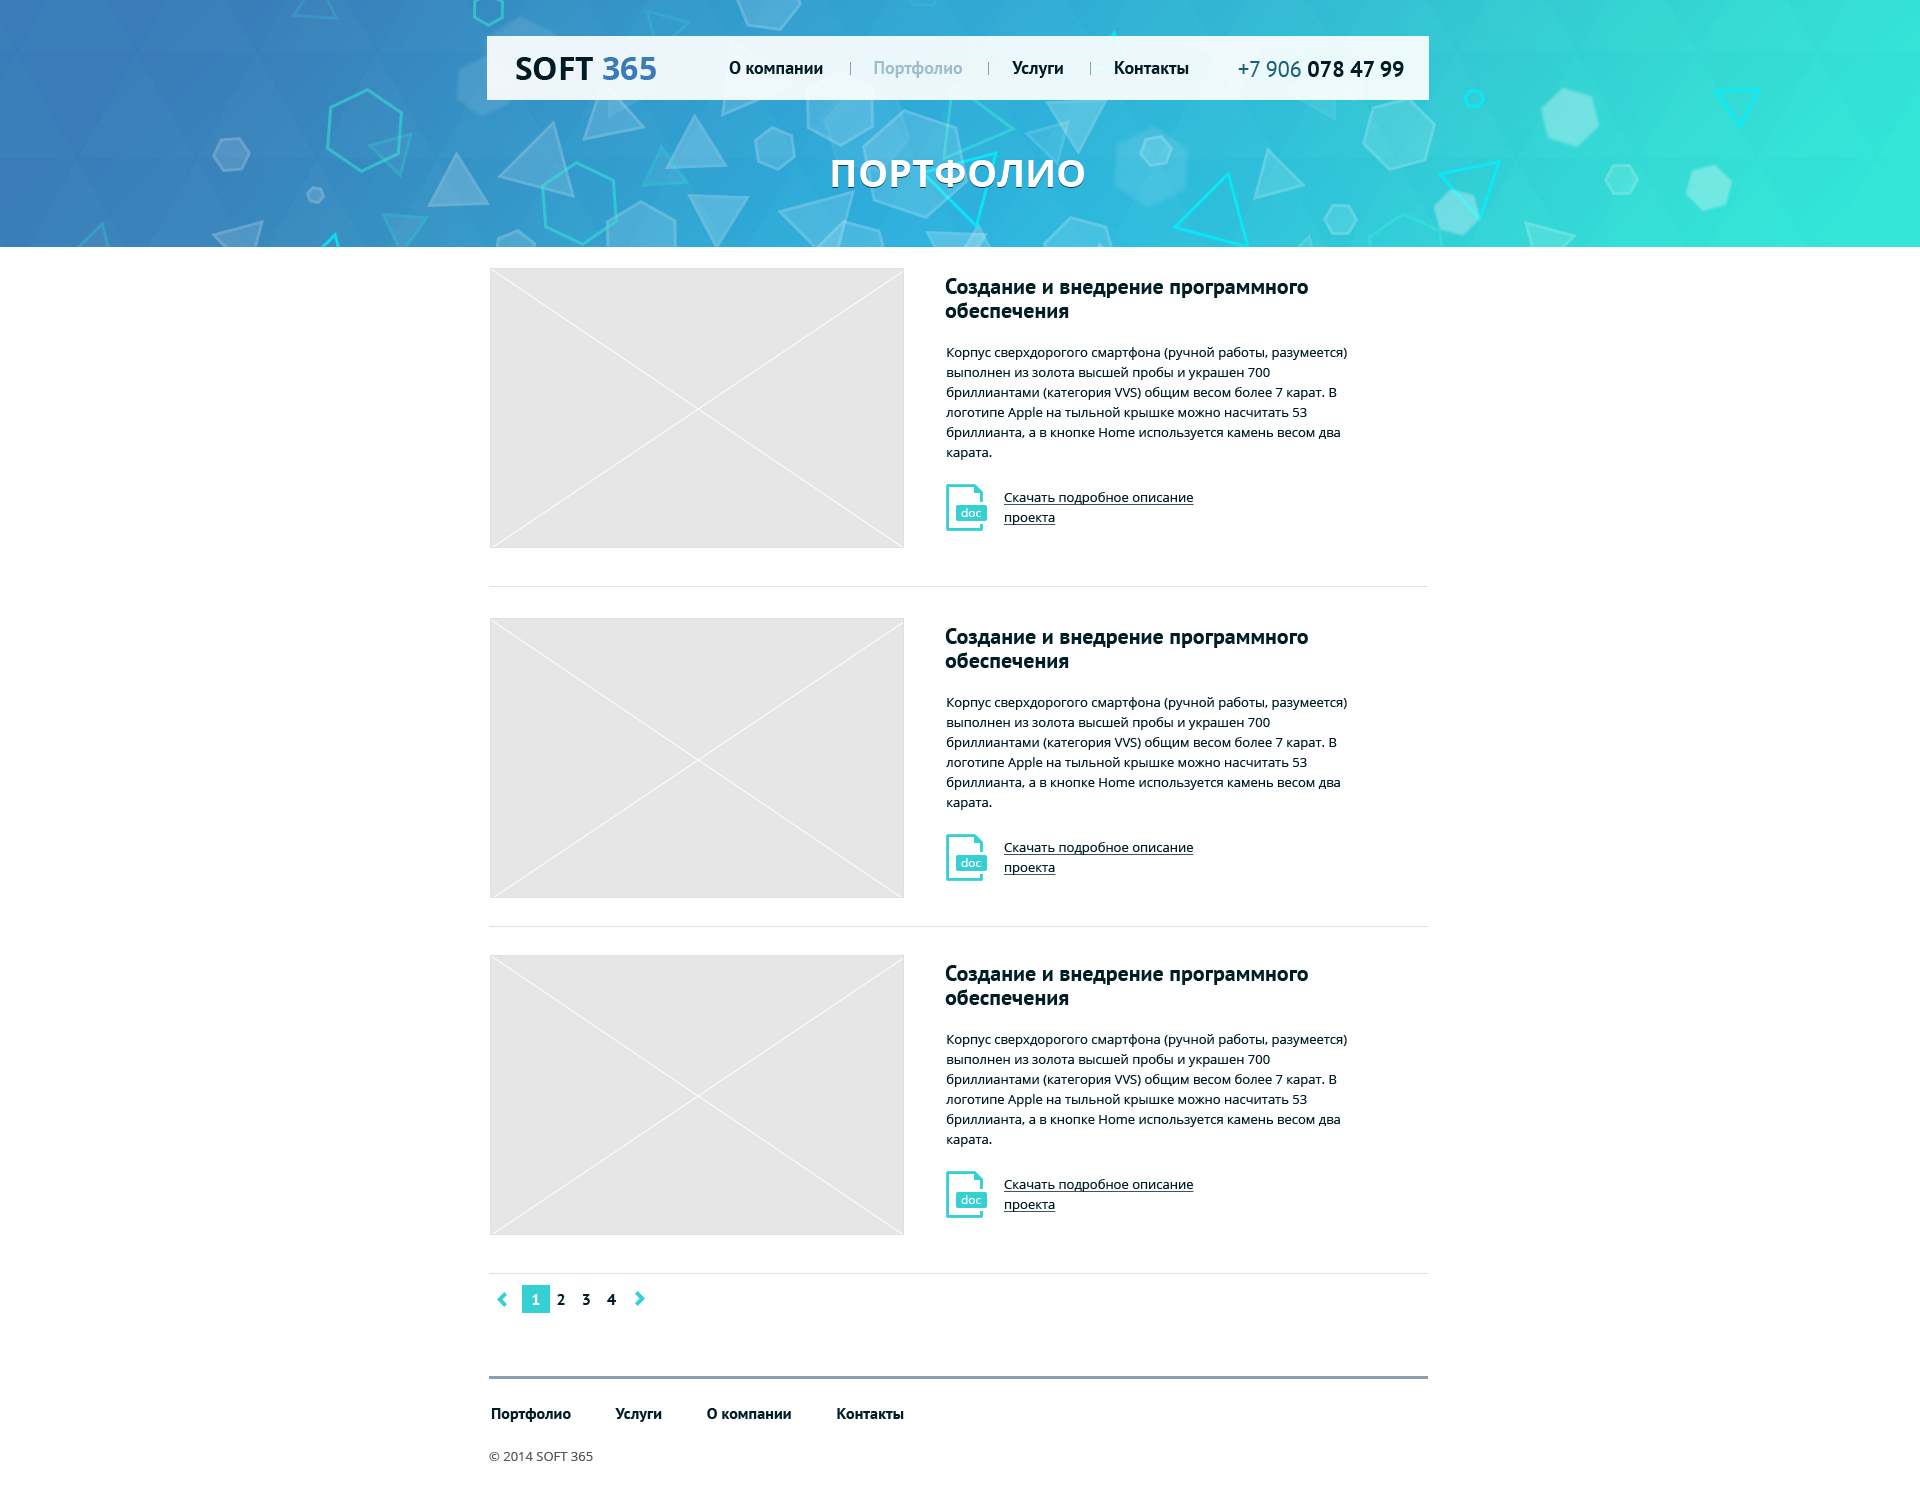 SOFT 365 О компании Портфолио Услуги Контакты +7 906 078 47 99
ПОРТФОЛИО
Создание и внедрение программного
обеспечения
Корпус сверхдорогого смартфона (ручной работы, разумеется)
выполнен из золота высшей пробы и украшен 700
бриллиантами (категория VVS) общим весом более 7 карат. В
логотипе Apple на тыльной крышке можно насчитать 53
бриллианта, а в кнопке Home используется камень весом два
карата.
doc
Скачать подробное описание
проекта
Создание и внедрение программного
обеспечения
Корпус сверхдорогого смартфона (ручной работы, разумеется)
выполнен из золота высшей пробы и украшен 700
бриллиантами (категория VVS) общим весом более 7 карат. В
логотипе Apple на тыльной крышке можно насчитать 53
бриллианта, а в кнопке Home используется камень весом два
карата.
doc
Скачать подробное описание
проекта
Создание и внедрение программного
обеспечения
Корпус сверхдорогого смартфона (ручной работы, разумеется)
выполнен из золота высшей пробы и украшен 700
бриллиантами (категория VVS) общим весом более 7 карат. В
логотипе Apple на тыльной крышке можно насчитать 53
бриллианта, а в кнопке Home используется камень весом два
карата.
doc
Скачать подробное описание
проекта
1 2 3 4
Портфолио Услуги О компании Контакты
© 2014 SOFT 365